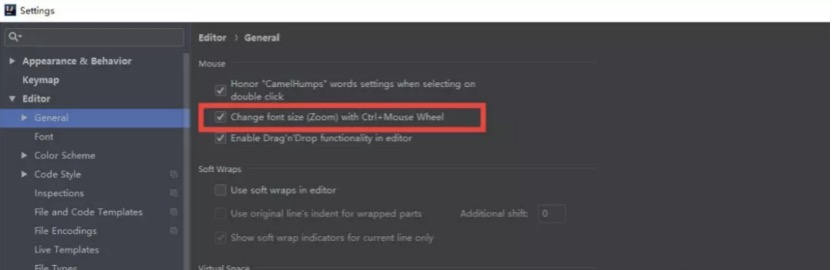 Settings
Editor › General
Appearance & Behavior
Keymap
Editor
General
Font
Color Scheme
Code Style
Inspections
File and Code Templates
File Encodings
Live Templates
File Types
Mouse
Honor "CamelHumps" words settings when selecting on
double click
Change font size (Zoom) with Ctrl+Mouse Wheel
Enable Drag'n'Drop functionality in editor
Soft Wraps
Use soft wraps in editor
Use original line's indent for wrapped parts Additional shift: 0
Show soft wrap indicators for current line only
Virtual Space